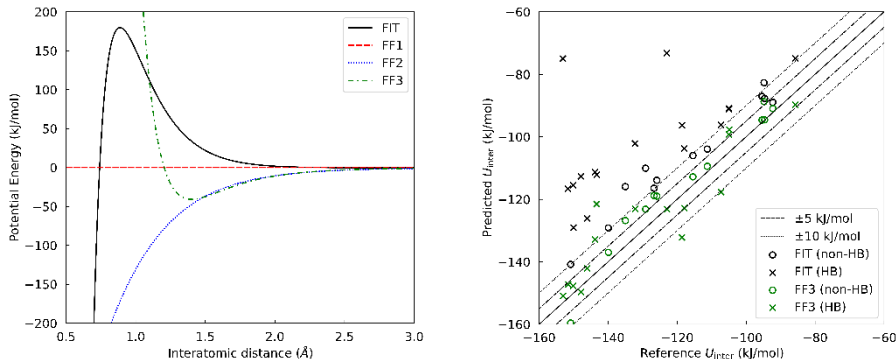 200
150
100
50
0
−50
−100
−150
−200
Potential Energy (kJ/mol)
0.5
1.0
1.5
2.0
2.5
3.0
Interatomic distance (Å)
FIT
FF1
FF2
FF3
−60
−80
−100
−120
−140
−160
Predicted Uinter (kJ/mol)
−160
−140
−120
−100
−80
−60
Reference Uinter (kJ/mol)
±5 kJ/mol
±10 kJ/mol
FIT (non-HB)
FIT (HB)
FF3 (non-HB)
FF3 (HB)